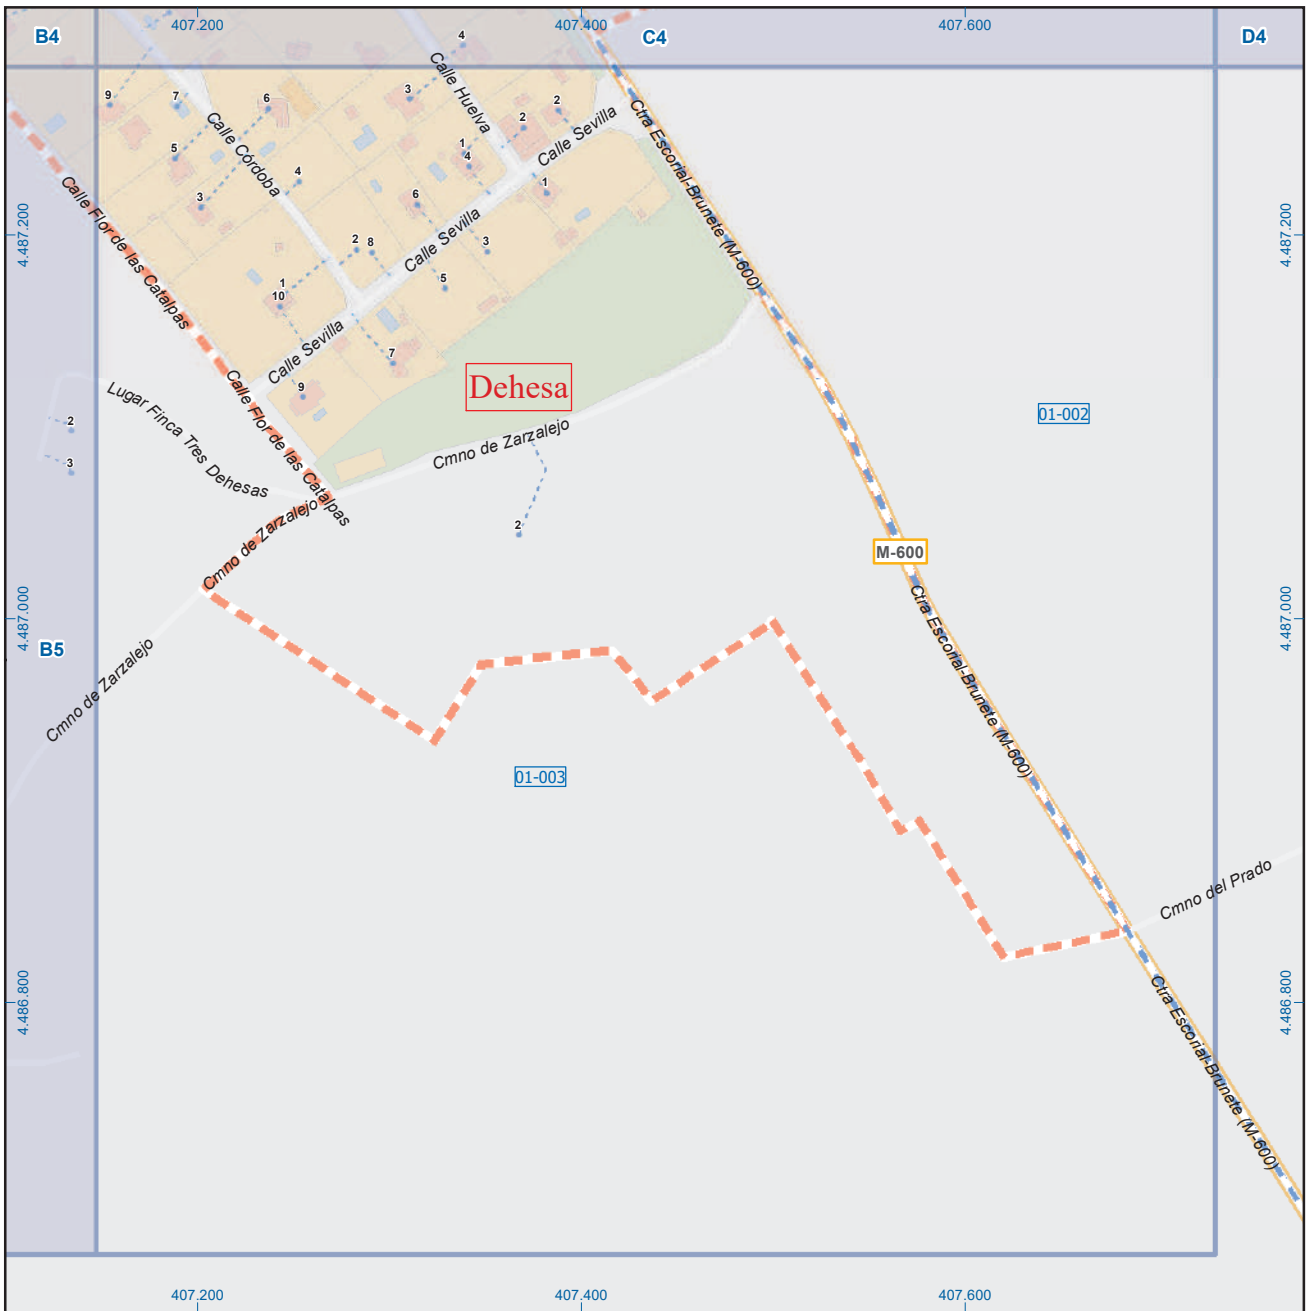 407.200
407.400
407.600
B4
C4
D4
4
9
7
6
3
2
2
Calle Huelva
Calle Córdoba
Calle Sevilla
Ctra Escorial-Brunete (M-600)
5
1
4
4
3
6
1
Calle Flor de las Catalpas
Calle Sevilla
4.487.200
4.487.200
2
8
3
5
1
10
Calle Sevilla
7
9
Dehesa
Calle Flor de las Catalpas
Lugar Finca Tres Dehesas
2
3
Cmno de Zarzalejo
01-002
2
Cmno de Zarzalejo
M-600
4.487.000
4.487.000
B5
Cmno de Zarzalejo
Ctra Escorial-Brunete (M-600)
01-003
Cmno del Prado
4.486.800
4.486.800
Ctra Escorial-Brunete (M-600)
407.200
407.400
407.600